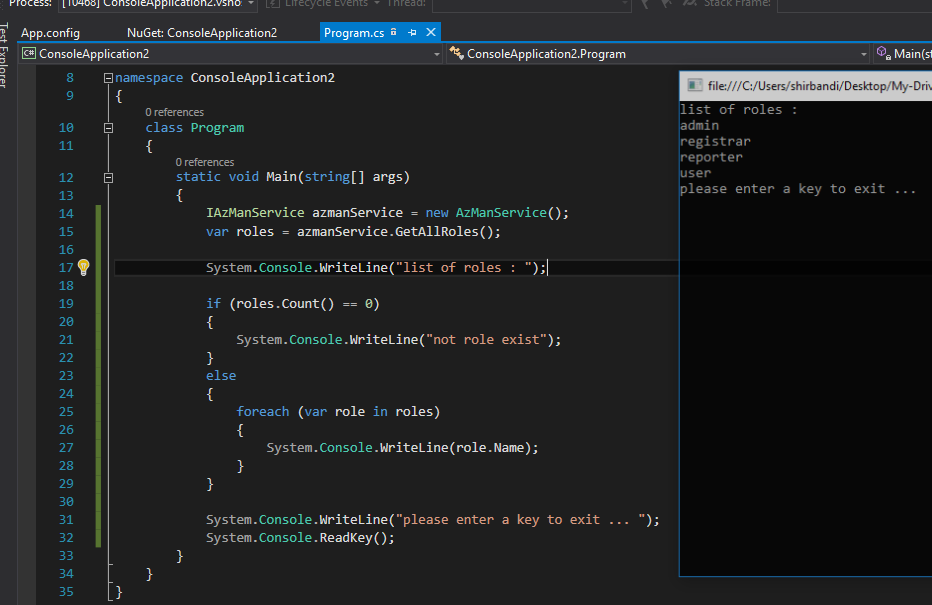 Process: [10468] ConsoleApplication2.vsho Lifecycle Events Thread: Stack Frame:
Test Explorer
App.config NuGet: ConsoleApplication2 Program.cs
C# ConsoleApplication2 ConsoleApplication2.Program Main(st
8 namespace ConsoleApplication2
9 {
0 references
10 class Program
11 {
0 references
12 static void Main(string[] args)
13 {
14 IAzManService azmanService = new AzManService();
15 var roles = azmanService.GetAllRoles();
16
17 System.Console.WriteLine("list of roles : ");
18
19 if (roles.Count() == 0)
20 {
21 System.Console.WriteLine("not role exist");
22 }
23 else
24 {
25 foreach (var role in roles)
26 {
27 System.Console.WriteLine(role.Name);
28 }
29 }
30
31 System.Console.WriteLine("please enter a key to exit ... ");
32 System.Console.ReadKey();
33 }
34 }
35 }
file:///C:/Users/shirbandi/Desktop/My-Driv
list of roles :
admin
registrar
reporter
user
please enter a key to exit ...